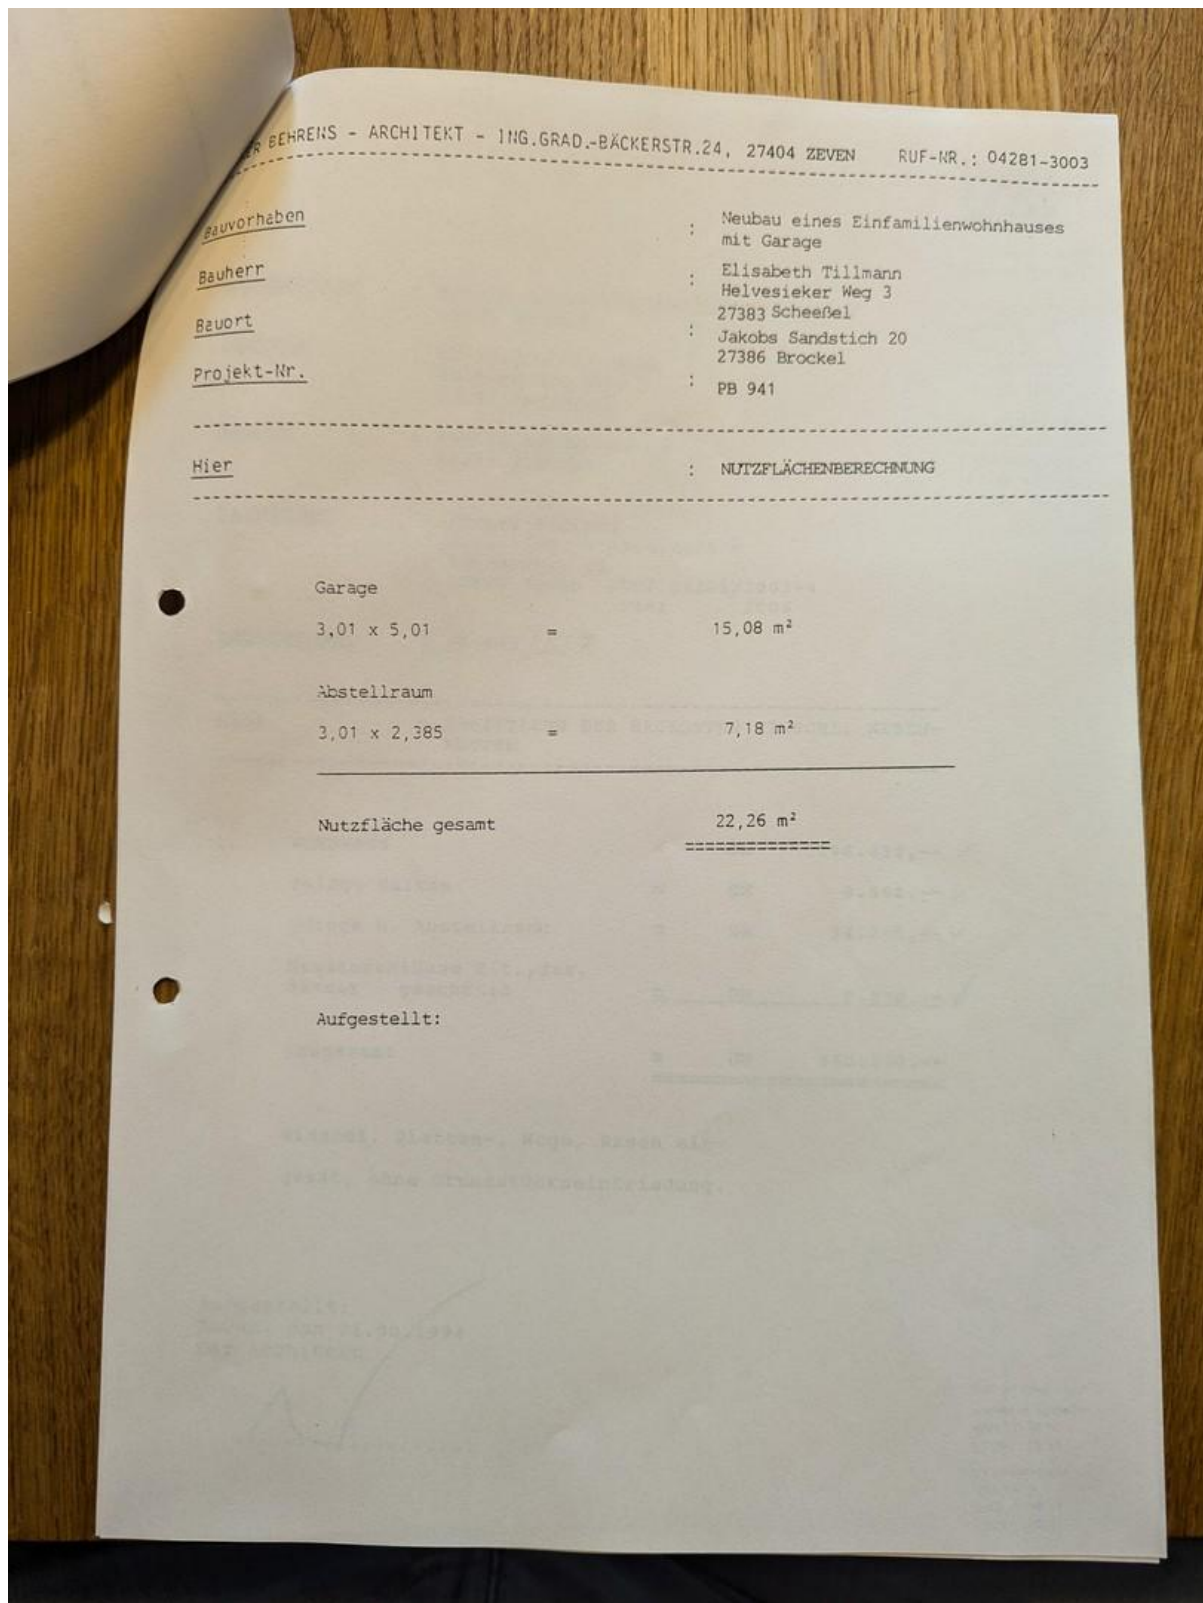 BEHRENS - ARCHITEKT - ING.GRAD.-BÄCKERSTR.24, 27404 ZEVEN RUF-NR.: 04281-3003
Bauvorhaben : Neubau eines Einfamilienwohnhauses
mit Garage
Bauherr : Elisabeth Tillmann
Helvesieker Weg 3
27383 Scheeßel
Bauort : Jakobs Sandstich 20
27386 Brockel
Projekt-Nr. : PB 941
Hier : NUTZFLÄCHENBERECHNUNG
Garage
3,01 x 5,01 = 15,08 m²
Abstellraum
3,01 x 2,385 = 7,18 m²
Nutzfläche gesamt 22,26 m²
==============
Aufgestellt: